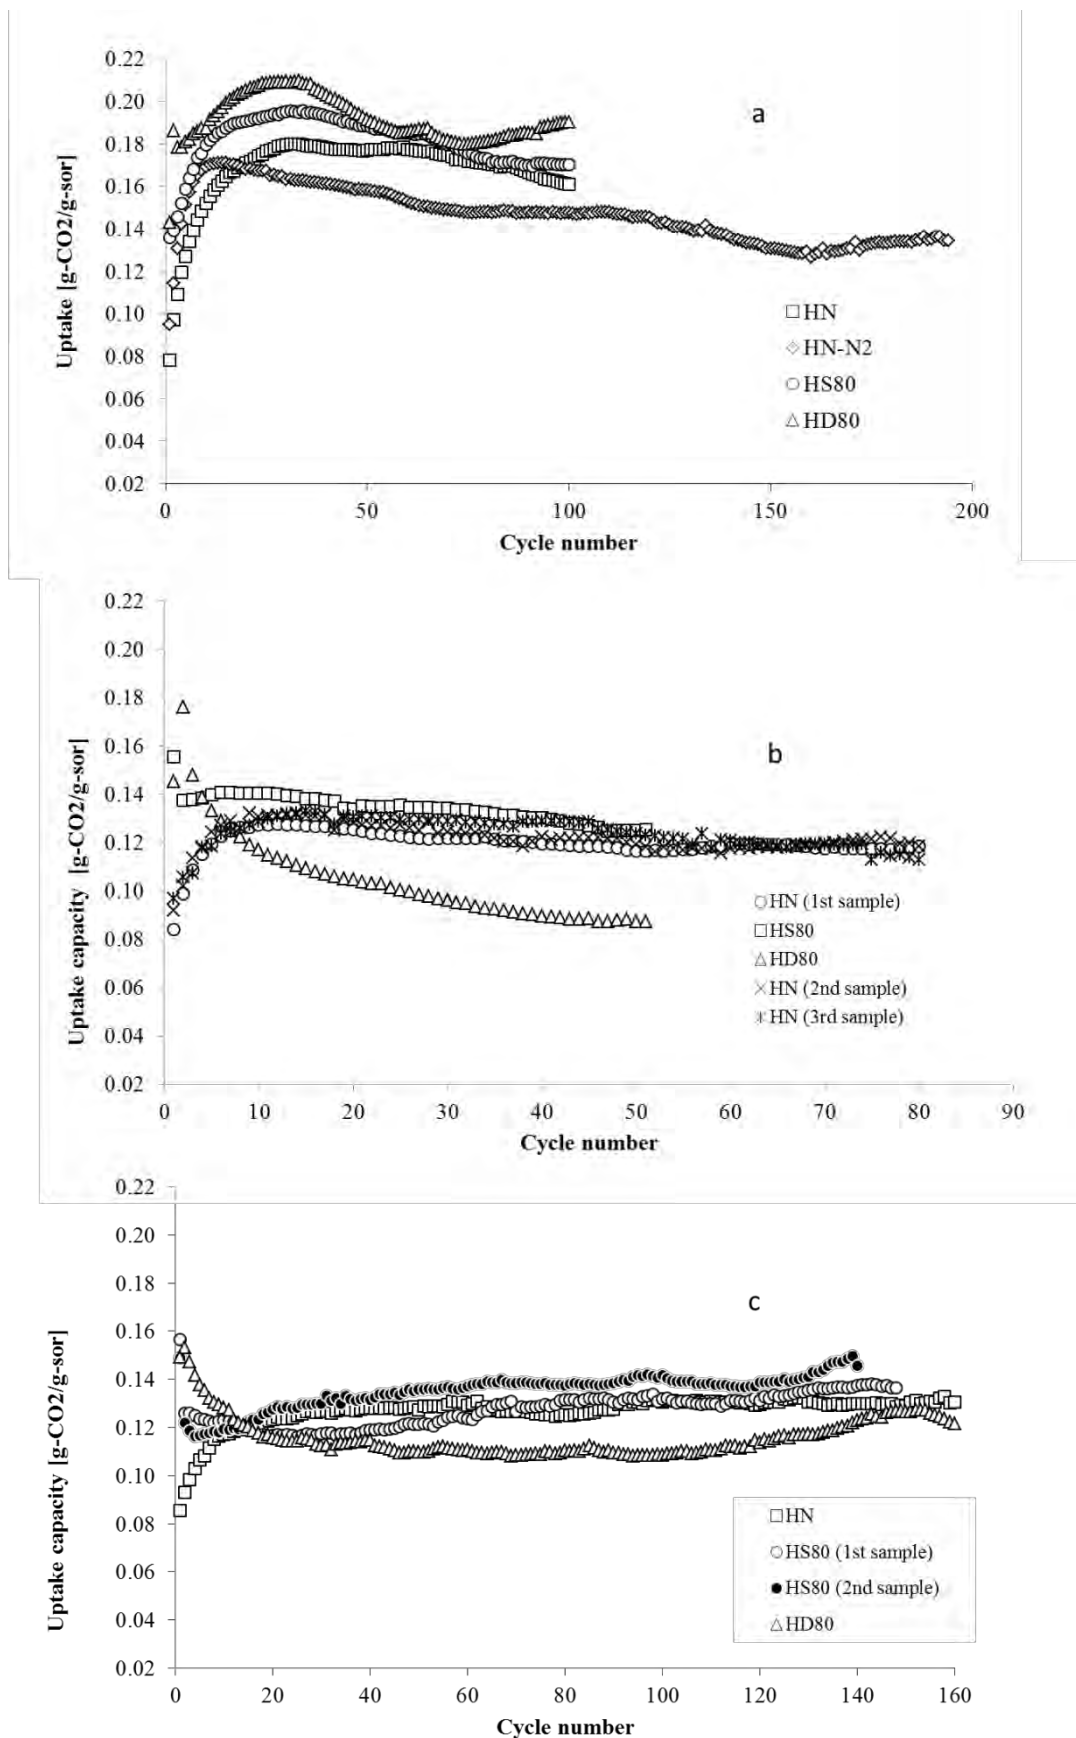 0.22
0.20
a
0.18
0.16
0.14
0.12
0.10
0.08
0.06
0.04
0.02
Uptake [g-CO2/g-sor]
HN
HN-N2
HS80
HD80
0 50 100 150 200
Cycle number
0.22
0.20
0.18
b
0.16
0.14
0.12
0.10
0.08
0.06
0.04
0.02
Uptake capacity [g-CO2/g-sor]
HN (1st sample)
HS80
HD80
HN (2nd sample)
HN (3rd sample)
0 10 20 30 40 50 60 70 80 90
Cycle number
0.22
0.20
0.18
c
0.16
0.14
0.12
0.10
0.08
0.06
0.04
0.02
Uptake capacity [g-CO2/g-sor]
HN
HS80 (1st sample)
HS80 (2nd sample)
HD80
0 20 40 60 80 100 120 140 160
Cycle number